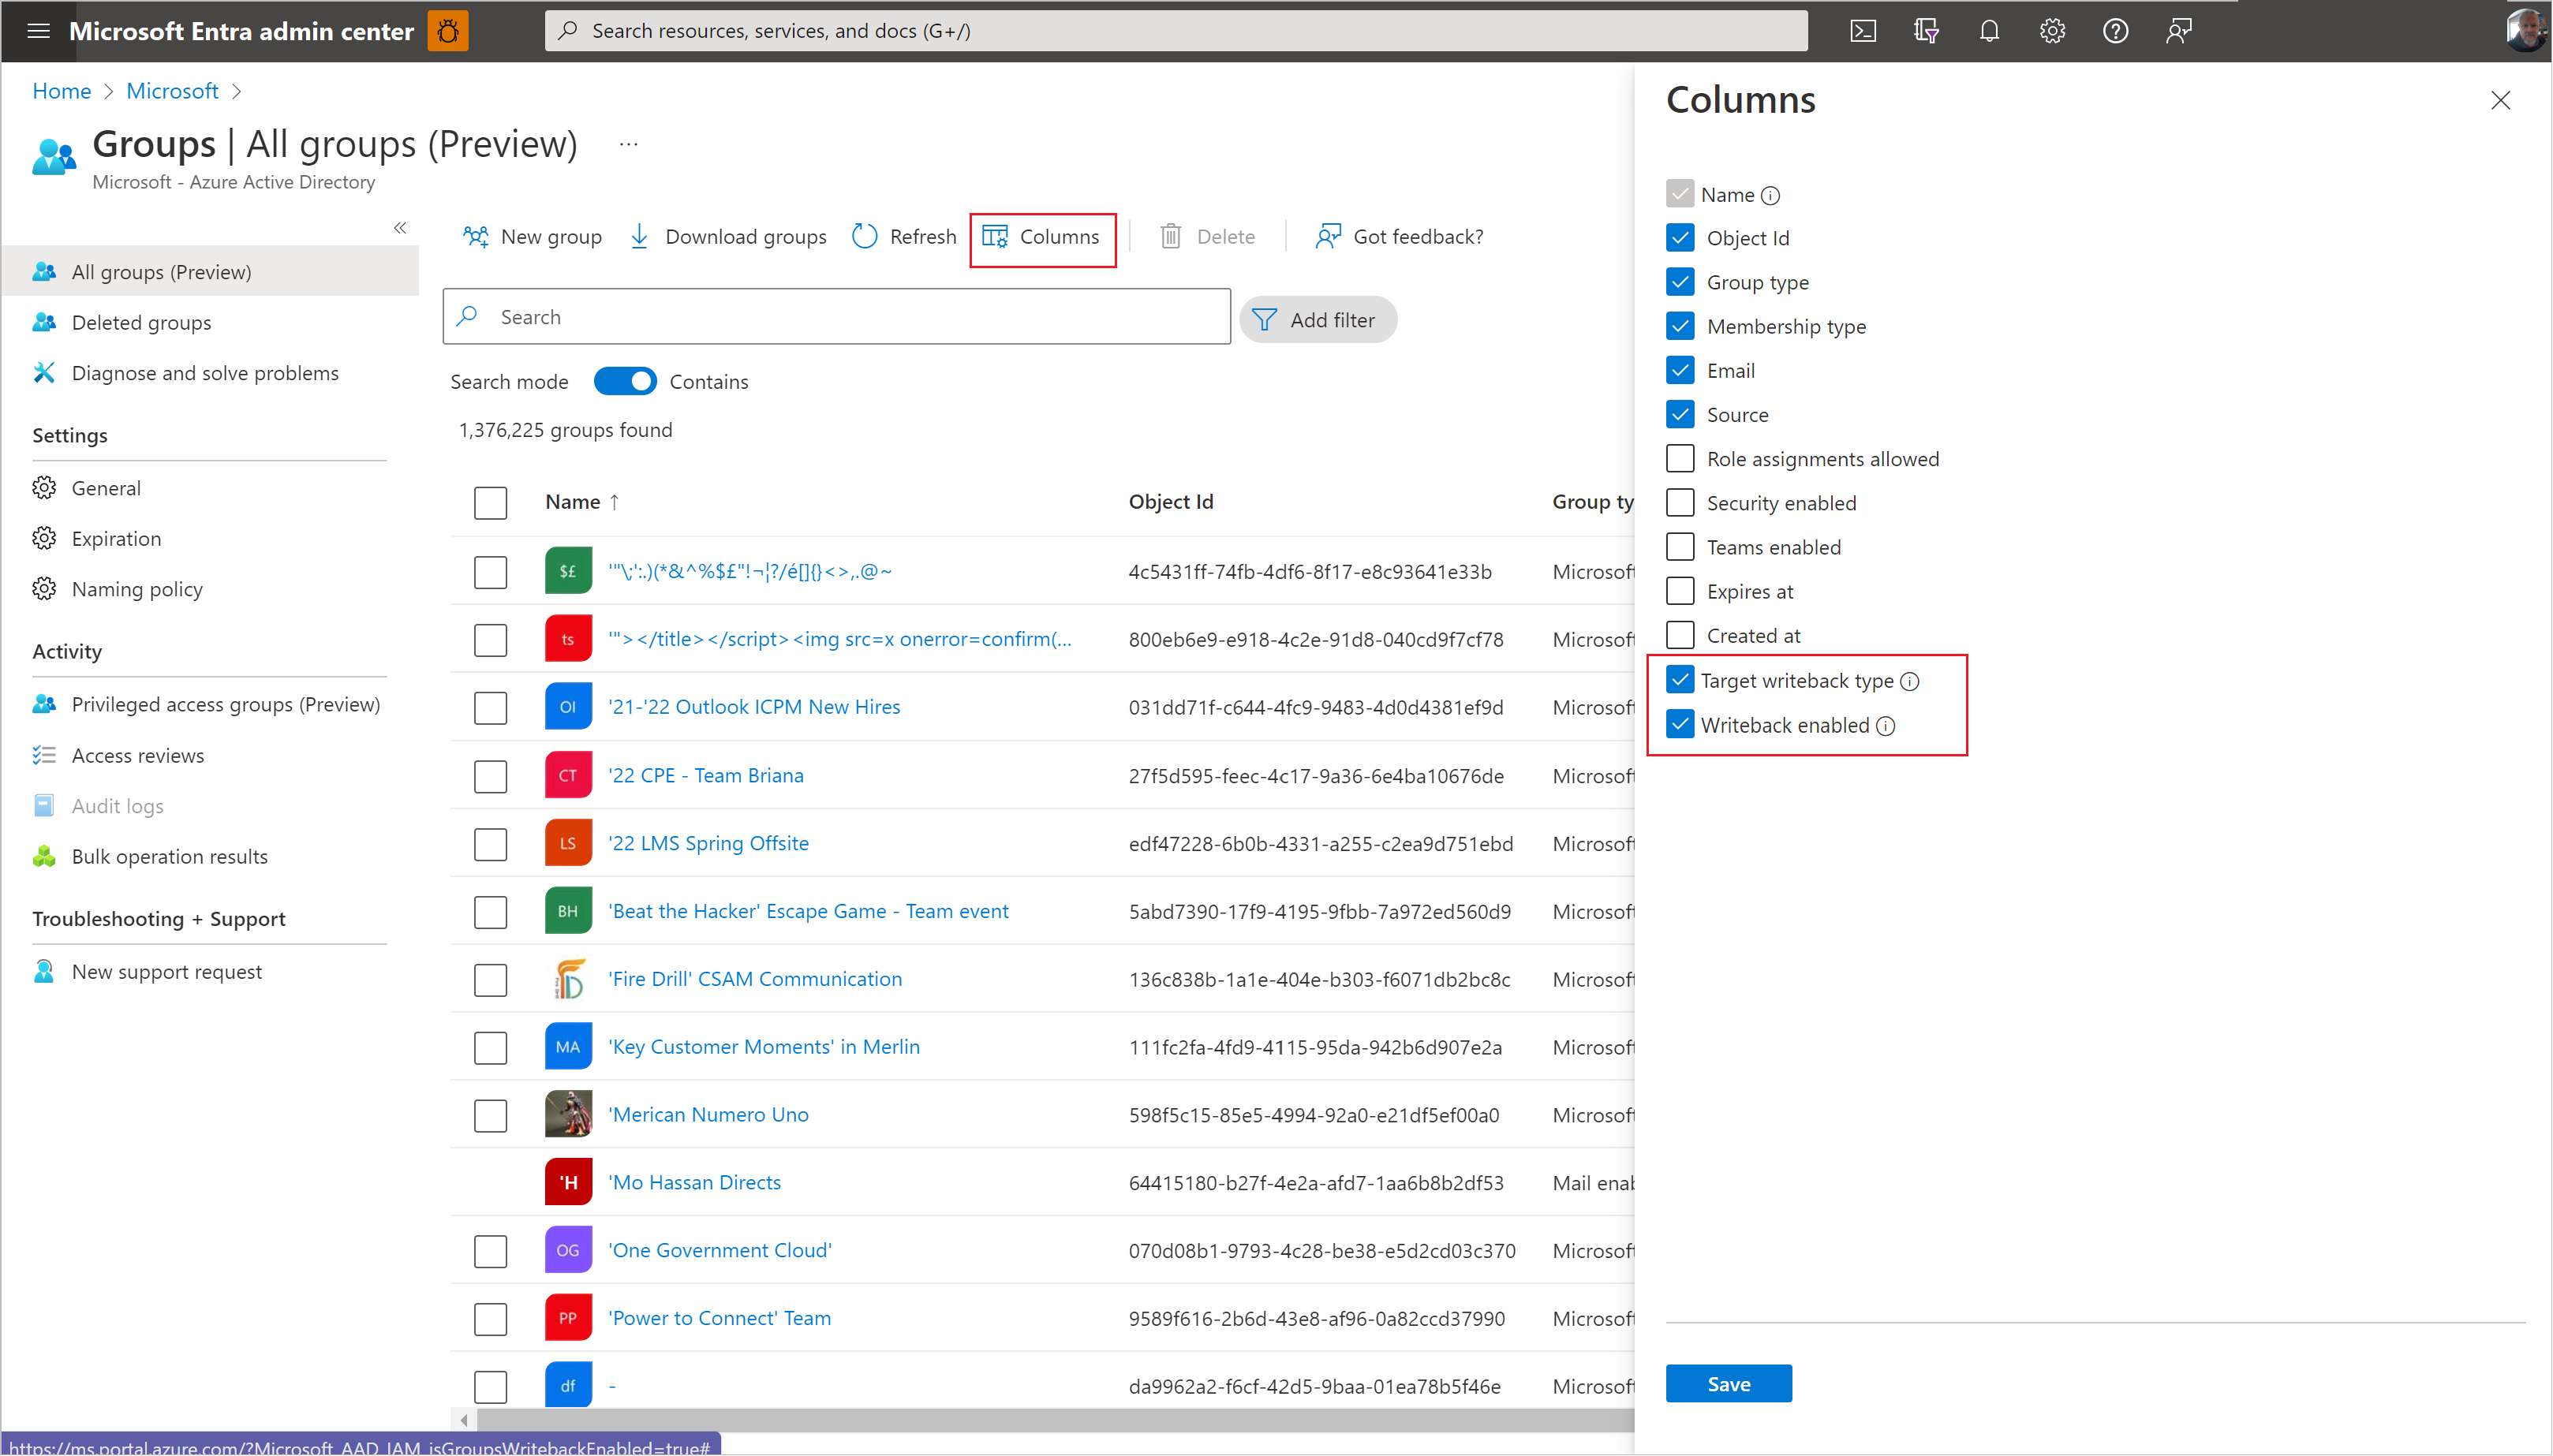 Microsoft Entra admin center
Search resources, services, and docs (G+/)
Home > Microsoft >
Groups | All groups (Preview) ...
Microsoft - Azure Active Directory
«
All groups (Preview)
Deleted groups
Diagnose and solve problems
Settings
General
Expiration
Naming policy
Activity
Privileged access groups (Preview)
Access reviews
Audit logs
Bulk operation results
Troubleshooting + Support
New support request
New group
Download groups
Refresh
Columns
Delete
Got feedback?
Search
Add filter
Search mode
Contains
1,376,225 groups found
Name ↑ Object Id Group ty
$£ '"\;':.)(*&^%$£"!¬¦?/é[]{}<>,.@~ 4c5431ff-74fb-4df6-8f17-e8c93641e33b Microsoft
ts '"></title></script><img src=x onerror=confirm(... 800eb6e9-e918-4c2e-91d8-040cd9f7cf78 Microsoft
OI '21-'22 Outlook ICPM New Hires 031dd71f-c644-4fc9-9483-4d0d4381ef9d Microsoft
CT '22 CPE - Team Briana 27f5d595-feec-4c17-9a36-6e4ba10676de Microsoft
LS '22 LMS Spring Offsite edf47228-6b0b-4331-a255-c2ea9d751ebd Microsoft
BH 'Beat the Hacker' Escape Game - Team event 5abd7390-17f9-4195-9fbb-7a972ed560d9 Microsoft
'Fire Drill' CSAM Communication 136c838b-1a1e-404e-b303-f6071db2bc8c Microsoft
MA 'Key Customer Moments' in Merlin 111fc2fa-4fd9-4115-95da-942b6d907e2a Microsoft
'Merican Numero Uno 598f5c15-85e5-4994-92a0-e21df5ef00a0 Microsoft
'H 'Mo Hassan Directs 64415180-b27f-4e2a-afd7-1aa6b8b2df53 Mail enab
OG 'One Government Cloud' 070d08b1-9793-4c28-be38-e5d2cd03c370 Microsoft
PP 'Power to Connect' Team 9589f616-2b6d-43e8-af96-0a82ccd37990 Microsoft
df - da9962a2-f6cf-42d5-9baa-01ea78b5f46e Microsoft
https://ms.portal.azure.com/?Microsoft_AAD_IAM_isGroupsWritebackEnabled=true#
Columns
Name
Object Id
Group type
Membership type
Email
Source
Role assignments allowed
Security enabled
Teams enabled
Expires at
Created at
Target writeback type
Writeback enabled
Save